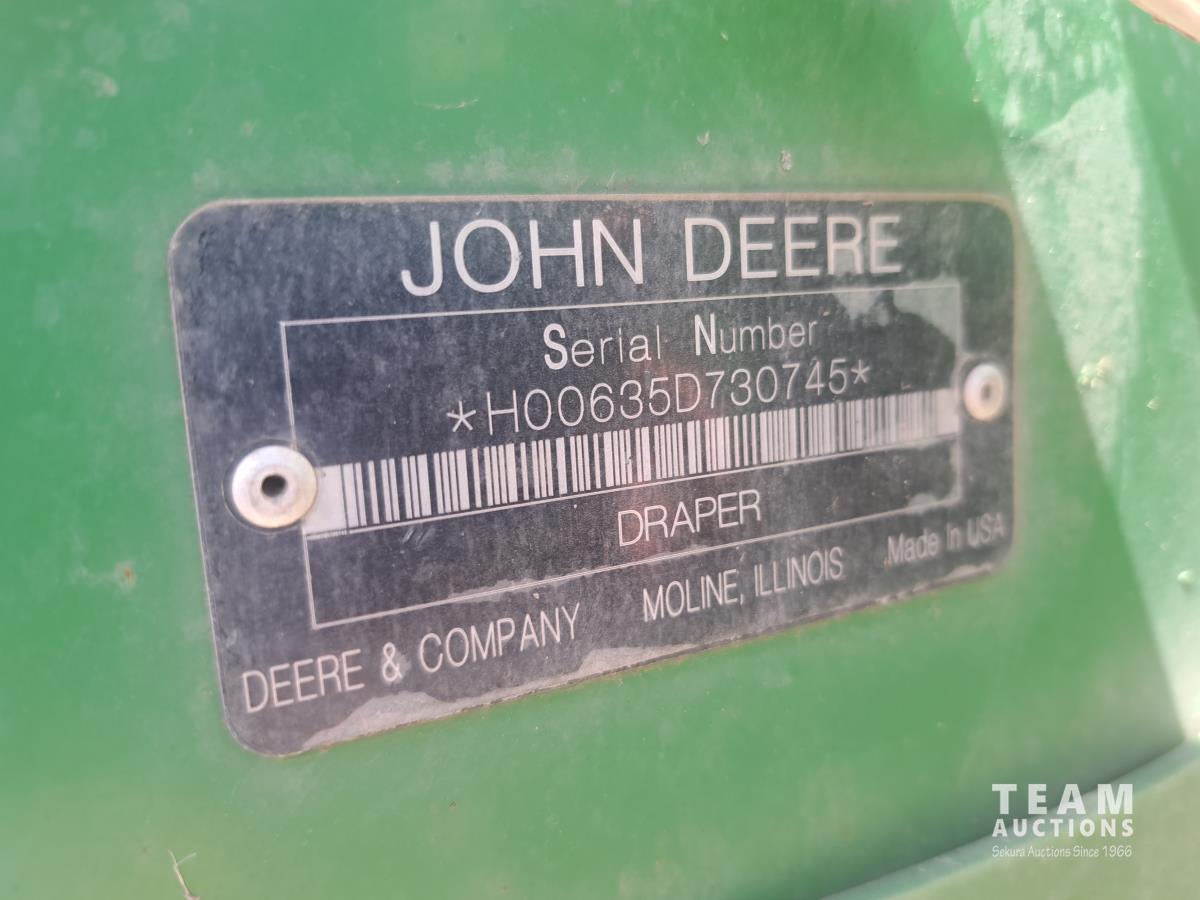 JOHN DEERE
Serial Number
*H00635D730745*
DRAPER
DEERE & COMPANY MOLINE, ILLINOIS Made In USA
TEAM
AUCTIONS
Sekura Auctions Since 1966